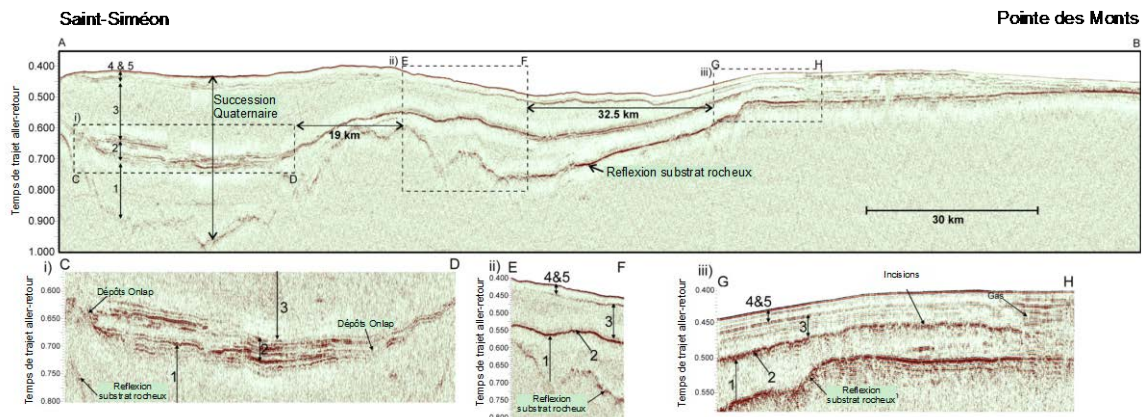 Saint-Siméon
Pointe des Monts
A
B
Temps de trajet aller-retour
0.400
0.500
0.600
0.700
0.800
0.900
1.000
4 & 5
3
2
1
i)
C
D
Succession
Quaternaire
19 km
ii)
E
F
32.5 km
iii)
G
H
Reflexion substrat rocheux
30 km
i)
C
D
Temps de trajet aller-retour
0.650
0.700
0.750
0.800
Dépôts Onlap
3
2
1
Dépôts Onlap
Reflexion
substrat rocheux
ii)
E
F
0.400
0.450
0.500
0.550
0.600
0.650
0.700
0.750
0.800
4&5
3
2
1
Reflexion
substrat rocheux
iii)
G
H
Temps de trajet aller-retour
0.400
0.450
0.500
0.550
4&5
3
2
1
Incisions
Gas
Reflexion
substrat rocheux